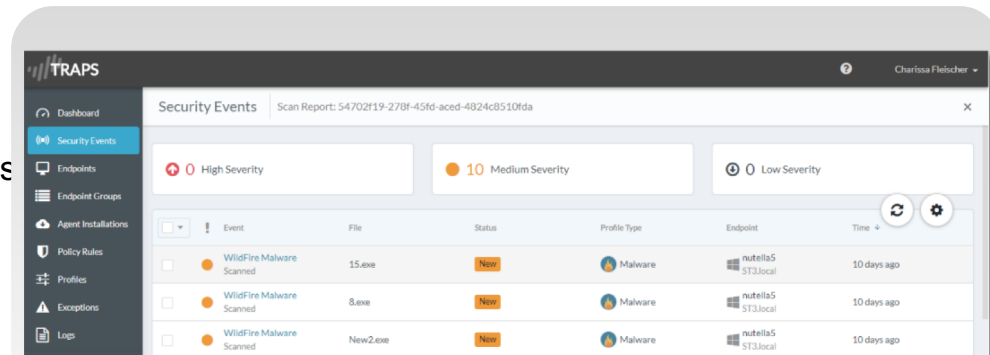 TRAPS
Charissa Fleischer
Dashboard
Security Events
Endpoints
Endpoint Groups
Agent Installations
Policy Rules
Profiles
Exceptions
Logs
s
Security Events Scan Report: 54702f19-278f-45fd-aced-4824c8510fda
0 High Severity
10 Medium Severity
0 Low Severity
Event File Status Profile Type Endpoint Time
WildFire Malware 15.exe New Malware nutella5 10 days ago
Scanned ST3.local
WildFire Malware 8.exe New Malware nutella5 10 days ago
Scanned ST3.local
WildFire Malware New2.exe New Malware nutella5 10 days ago
Scanned ST3.local